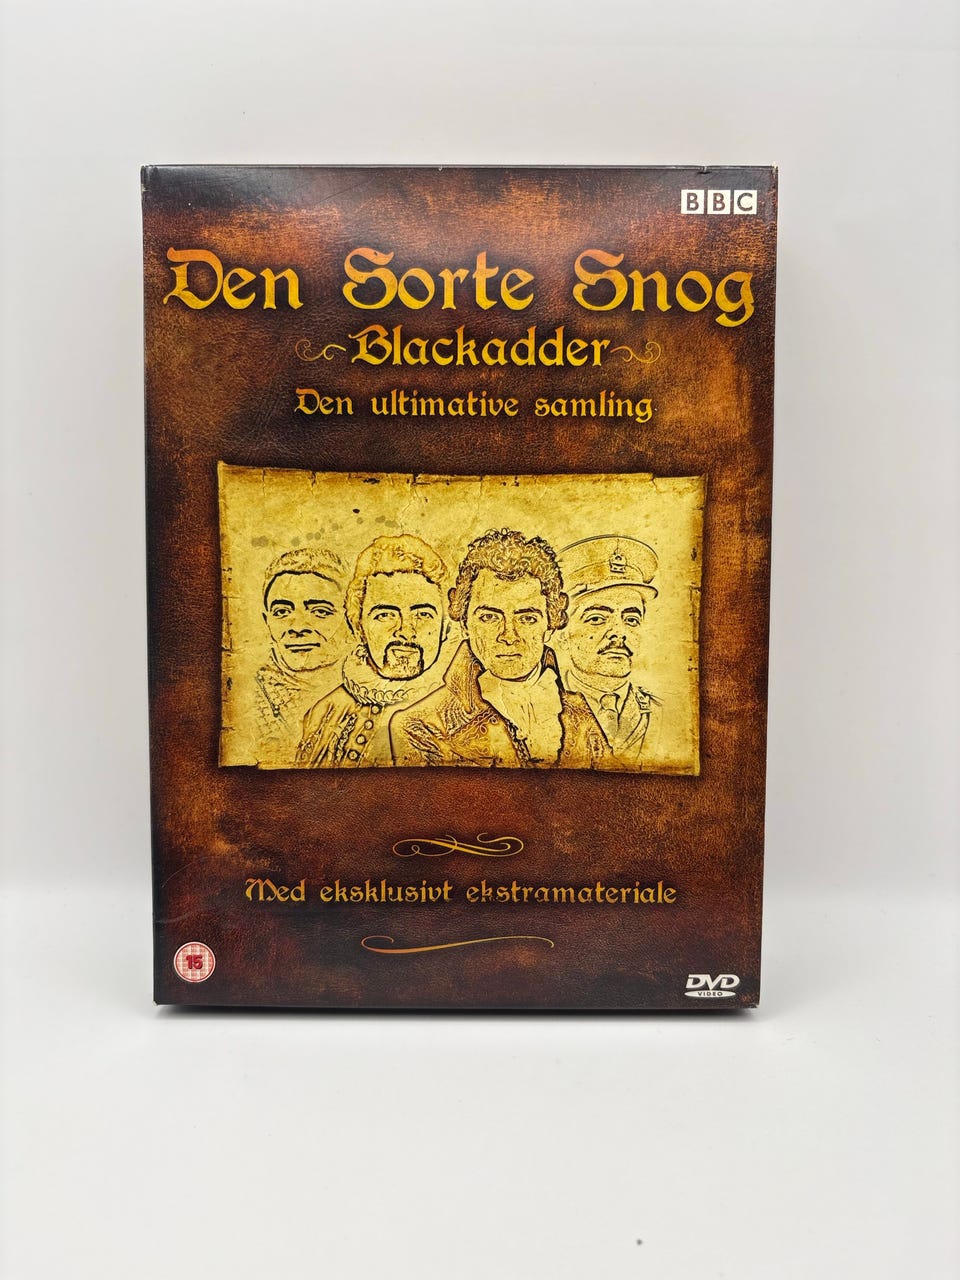 BBC
Den Sorte Snog
Blackadder
Den ultimative samling
Med eksklusivt ekstramateriale
15
DVD
VIDEO